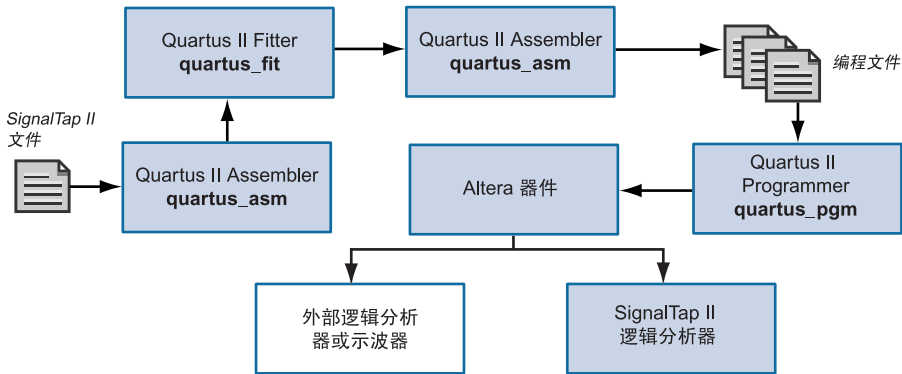 Quartus II Fitter
quartus_fit
Quartus II Assembler
quartus_asm
编程文件
SignalTap II
文件
Quartus II Assembler
quartus_asm
Altera 器件
Quartus II
Programmer
quartus_pgm
外部逻辑分析
器或示波器
SignalTap II
逻辑分析器